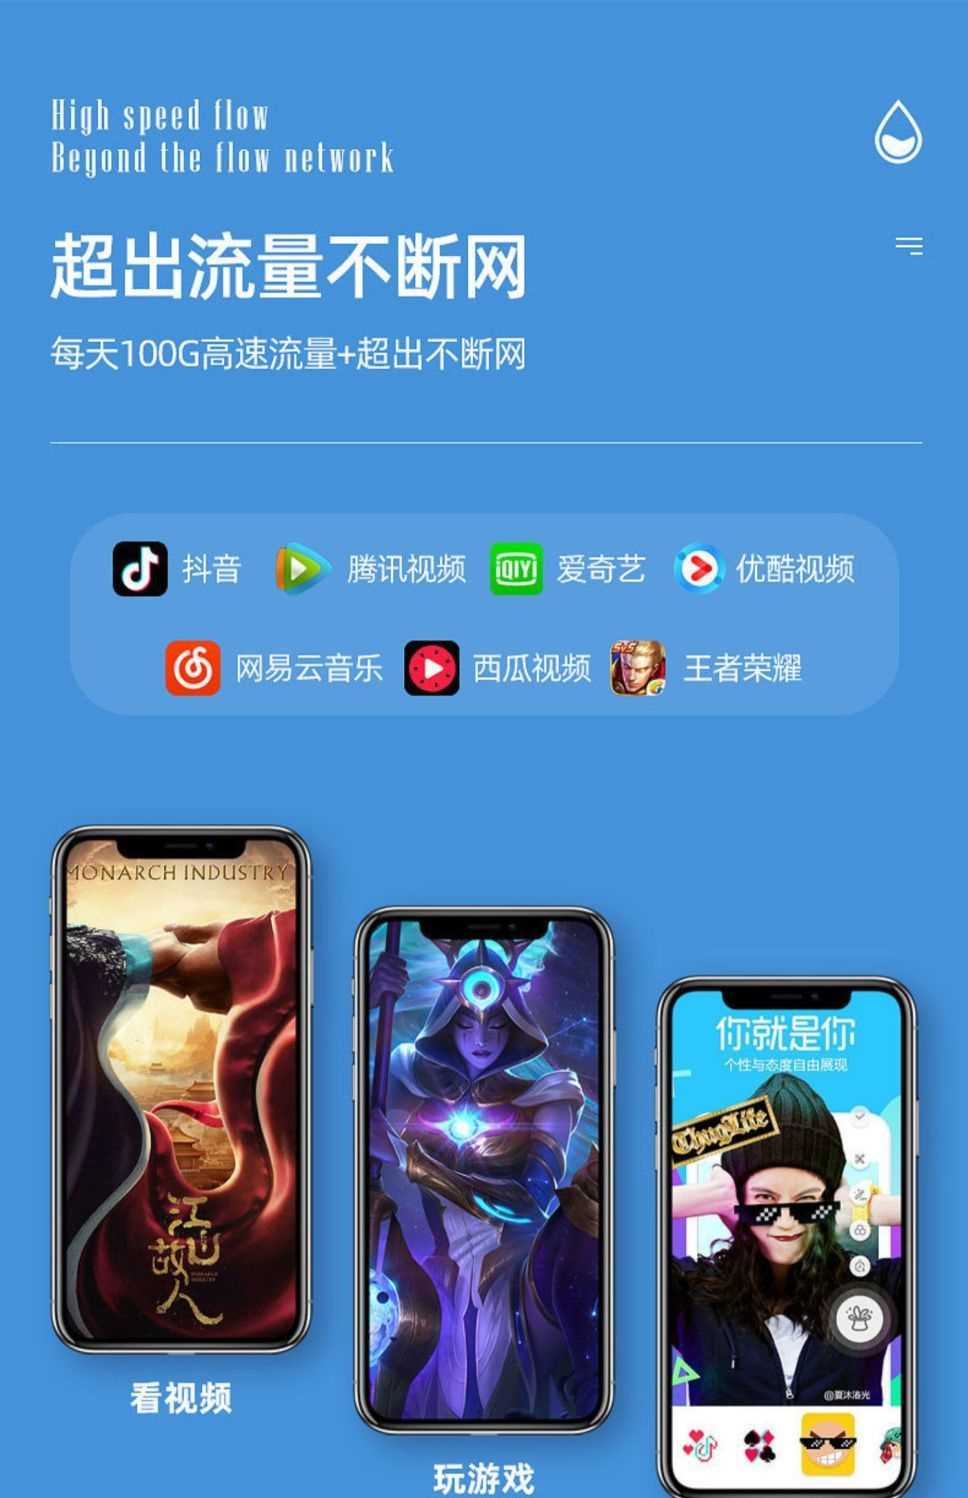 High speed flow
Beyond the flow network
超出流量不断网
每天100G高速流量+超出不断网
抖音 腾讯视频 QIYI 爱奇艺 优酷视频
网易云音乐 西瓜视频 5V5 王者荣耀
MONARCH INDUSTRY
江山故人
看视频
玩游戏
你就是你
个性与态度自由展现
ThugLife
@夏沐洛光